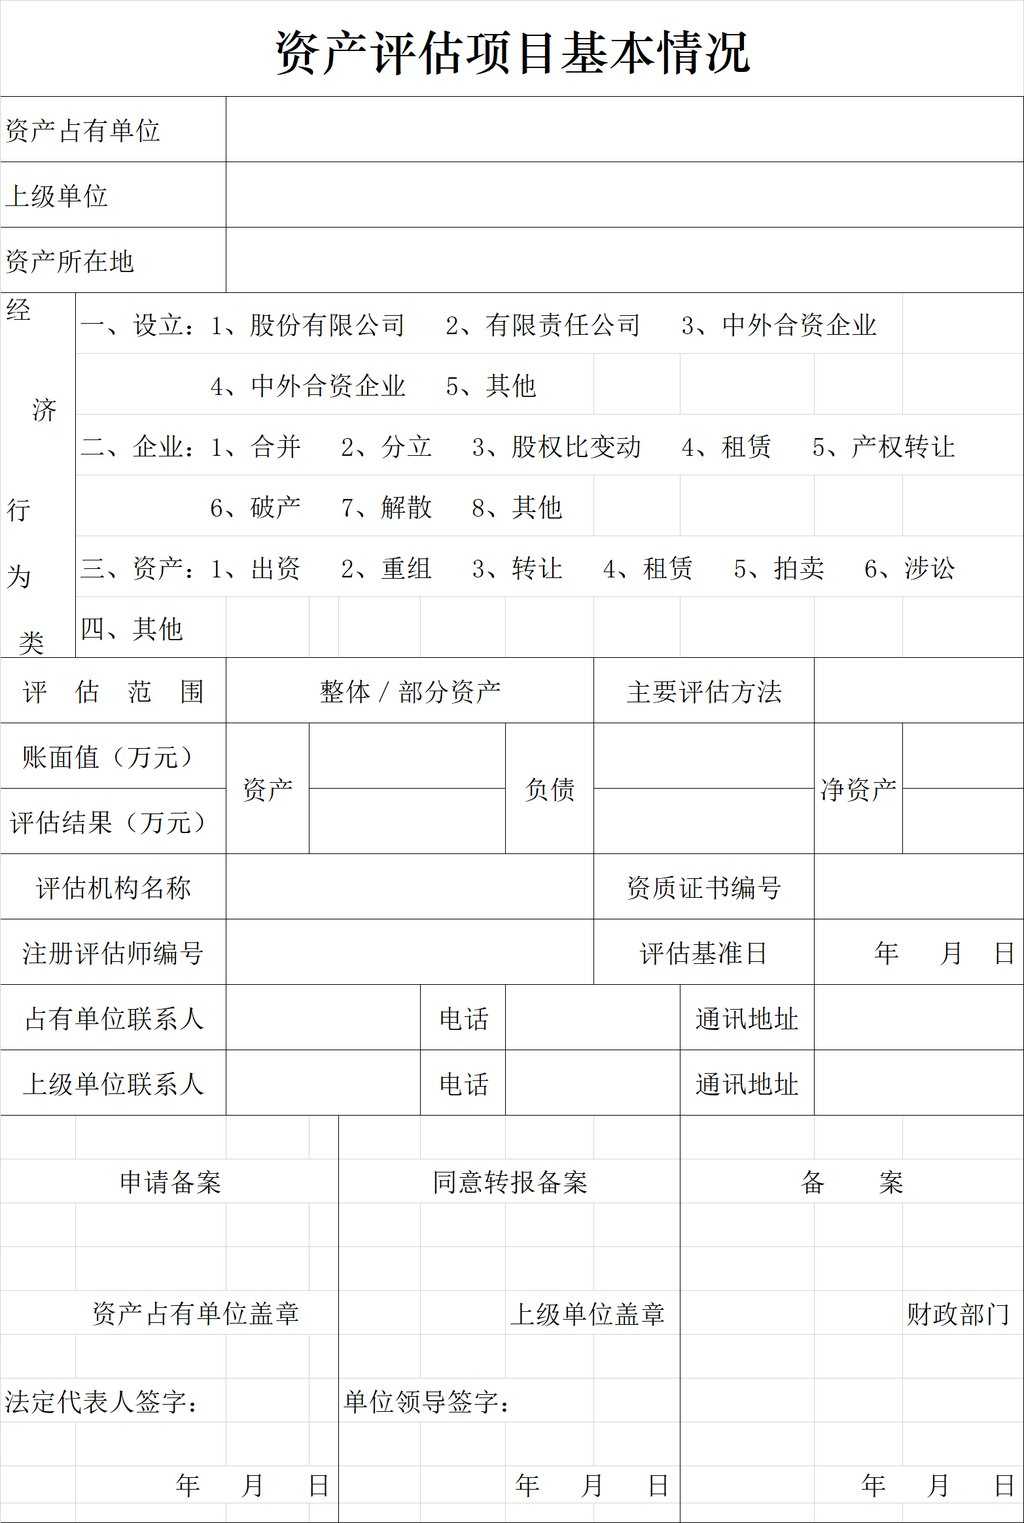 资产评估项目基本情况
资产占有单位
上级单位
资产所在地
经
济
行
为
类
一、设立：1、股份有限公司 2、有限责任公司 3、中外合资企业
4、中外合资企业 5、其他
二、企业：1、合并 2、分立 3、股权比变动 4、租赁 5、产权转让
6、破产 7、解散 8、其他
三、资产：1、出资 2、重组 3、转让 4、租赁 5、拍卖 6、涉讼
四、其他
评 估 范 围 整体/部分资产 主要评估方法
账面值（万元）
资产 负债 净资产
评估结果（万元）
评估机构名称 资质证书编号
注册评估师编号 评估基准日 年 月 日
占有单位联系人 电话 通讯地址
上级单位联系人 电话 通讯地址
申请备案 同意转报备案 备 案
资产占有单位盖章 上级单位盖章 财政部门
法定代表人签字： 单位领导签字：
年 月 日 年 月 日 年 月 日